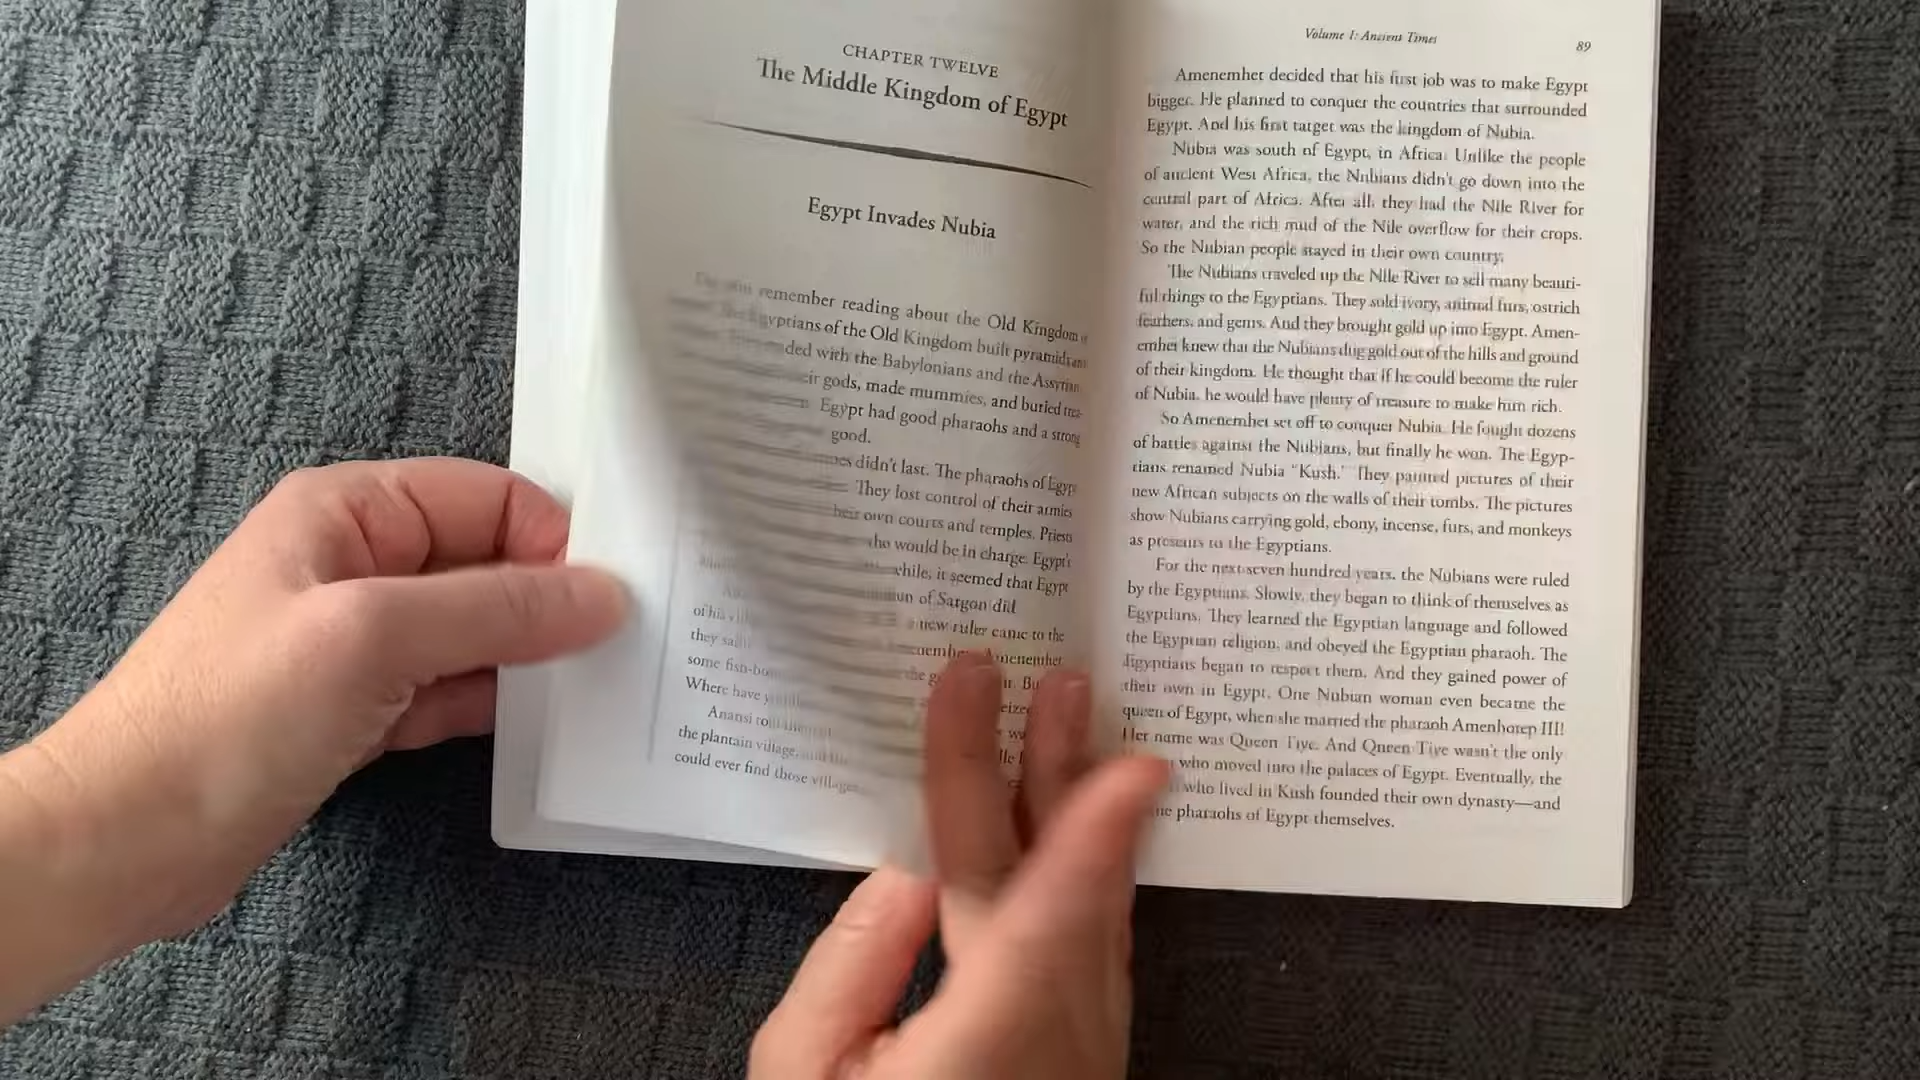 CHAPTER TWELVE
The Middle Kingdom of Egypt
Egypt Invades Nubia
remember reading about the Old Kingdom
Egyptians of the Old Kingdom built pyramids
with the Babylonians and the Assyrian
gods, made mummies, and buried
Egypt had good pharaohs and a strong
good.
didn't last. The pharaohs of Egypt
They lost control of their armies
own courts and temples. Priests
who would be in charge. Egypt's
while, it seemed that Egypt
of Sargon did
new ruler came to the
Amenemhet
of his
they
some
Where have
Anansi
the plantain village,
could ever find those villages
Volume 1: Ancient Times
89
Amenemhet decided that his first job was to make Egypt
bigger. He planned to conquer the countries that surrounded
Egypt. And his first target was the kingdom of Nubia.
Nubia was south of Egypt, in Africa. Unlike the people
of ancient West Africa, the Nubians didn't go down into the
central part of Africa. After all, they had the Nile River for
water, and the rich mud of the Nile overflow for their crops.
So the Nubian people stayed in their own country.
The Nubians traveled up the Nile River to sell many beauti-
ful things to the Egyptians. They sold ivory, animal furs, ostrich
feathers, and gems. And they brought gold up into Egypt. Amen-
emhet knew that the Nubians dug gold out of the hills and ground
of their kingdom. He thought that if he could become the ruler
of Nubia, he would have plenty of treasure to make him rich.
So Amenemhet set off to conquer Nubia. He fought dozens
of battles against the Nubians, but finally he won. The Egyp-
tians renamed Nubia "Kush." They painted pictures of their
new African subjects on the walls of their tombs. The pictures
show Nubians carrying gold, ebony, incense, furs, and monkeys
as presents to the Egyptians.
For the next seven hundred years, the Nubians were ruled
by the Egyptians. Slowly, they began to think of themselves as
Egyptians. They learned the Egyptian language and followed
the Egyptian religion, and obeyed the Egyptian pharaoh. The
Egyptians began to respect them. And they gained power of
their own in Egypt. One Nubian woman even became the
queen of Egypt, when she married the pharaoh Amenhotep III!
Her name was Queen Tiye. And Queen Tiye wasn't the only
who moved into the palaces of Egypt. Eventually, the
who lived in Kush founded their own dynasty—and
pharaohs of Egypt themselves.